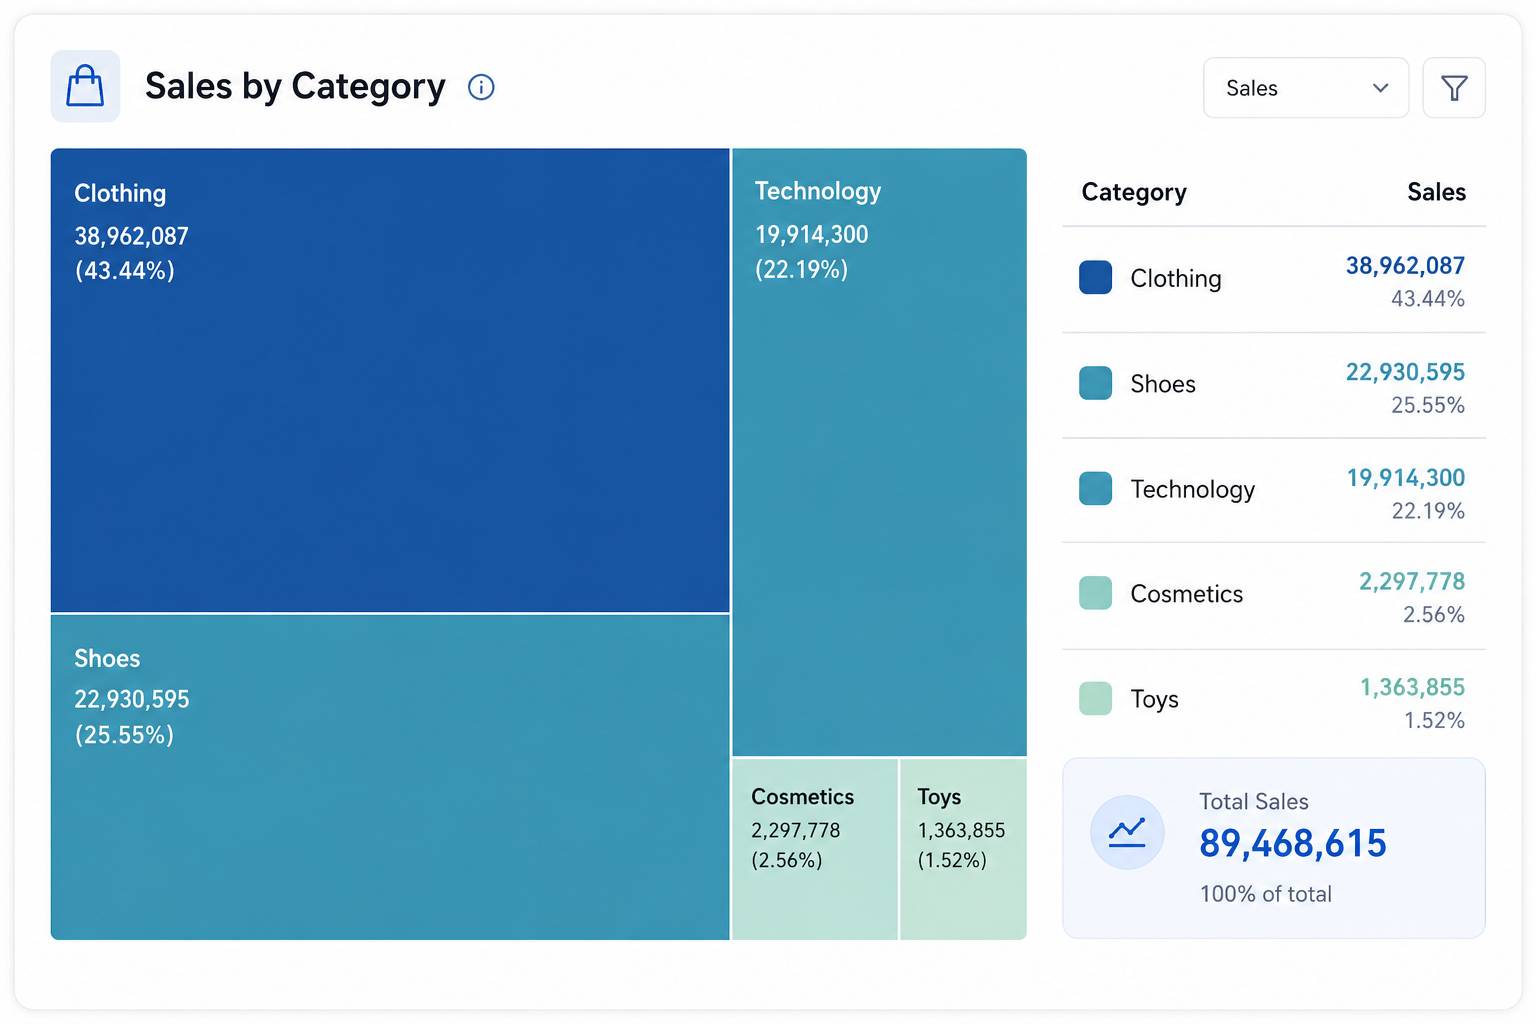 Sales by Category
Sales
Clothing
38,962,087
(43.44%)
Technology
19,914,300
(22.19%)
Shoes
22,930,595
(25.55%)
Cosmetics
2,297,778
(2.56%)
Toys
1,363,855
(1.52%)
Category Sales
Clothing 38,962,087
43.44%
Shoes 22,930,595
25.55%
Technology 19,914,300
22.19%
Cosmetics 2,297,778
2.56%
Toys 1,363,855
1.52%
Total Sales
89,468,615
100% of total